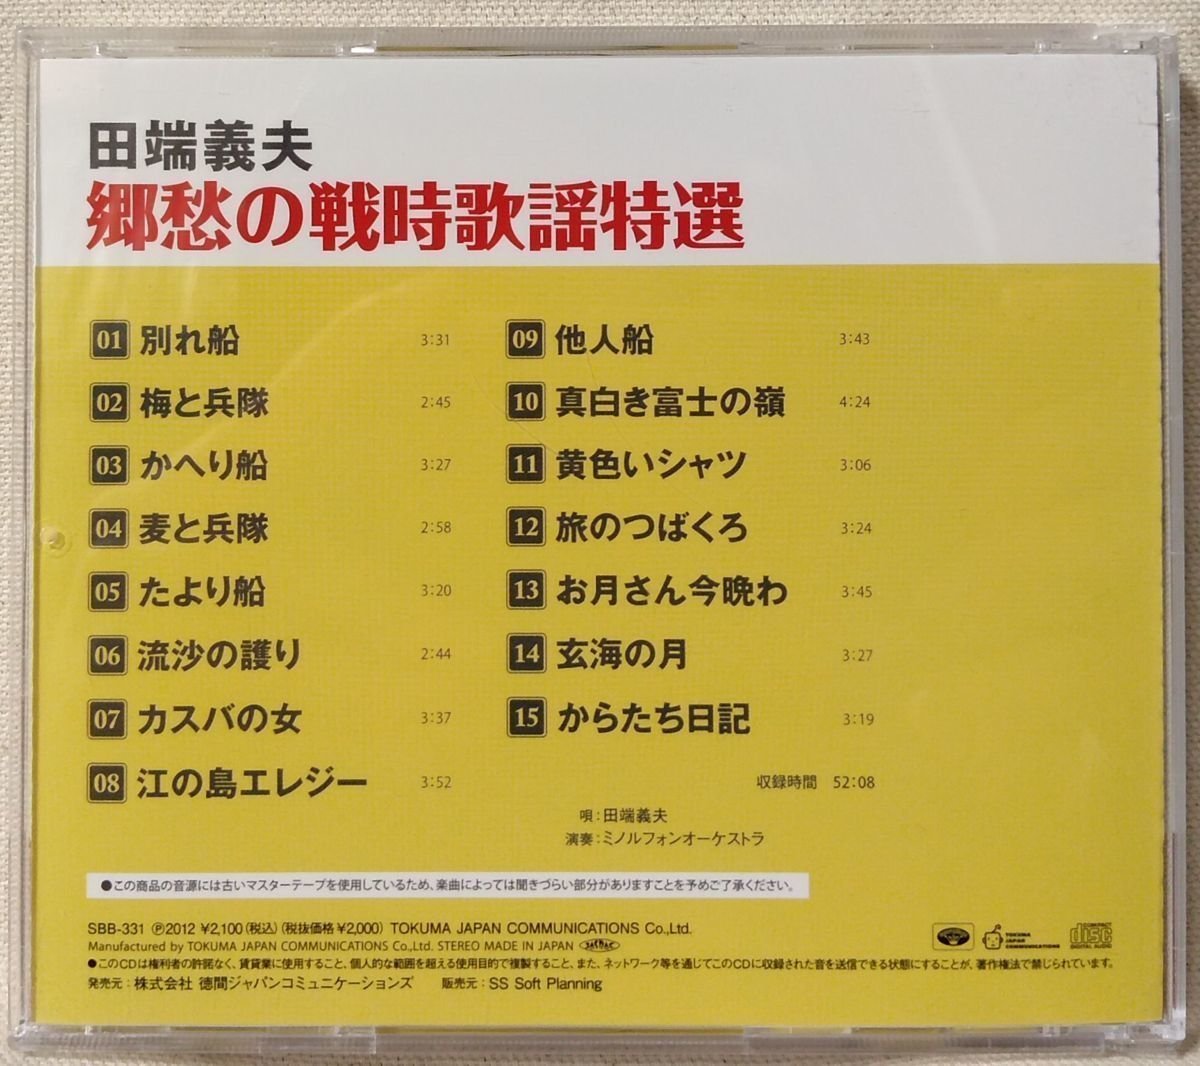 田端義夫
郷愁の戦時歌謡特選
01 別れ船 3:31
02 梅と兵隊 2:45
03 かへり船 3:27
04 麦と兵隊 2:58
05 たより船 3:20
06 流沙の護り 2:44
07 カスバの女 3:37
08 江の島エレジー 3:52
09 他人船 3:43
10 真白き富士の嶺 4:24
11 黄色いシャツ 3:06
12 旅のつばくろ 3:24
13 お月さん今晩わ 3:45
14 玄海の月 3:27
15 からたち日記 3:19
収録時間 52:08
唄:田端義夫
演奏:ミノルフォンオーケストラ
●この商品の音源には古いマスターテープを使用しているため、楽曲によっては聞きづらい部分がありますことを予めご了承ください。
SBB-331 ℗2012 ¥2,100(税込)(税抜価格¥2,000) TOKUMA JAPAN COMMUNICATIONS Co.,Ltd.
Manufactured by TOKUMA JAPAN COMMUNICATIONS Co.,Ltd. STEREO MADE IN JAPAN JASRAC
TOKUMA
JAPAN
COMMUNICATIONS
COMPACT
disc
DIGITAL AUDIO
●このCDは権利者の許諾なく、賃貸業に使用すること、個人的な範囲を超える使用目的で複製すること、また、ネットワーク等を通じてこのCDに収録された音を送信できる状態にすることが、著作権法で禁じられています。
発売元:株式会社 徳間ジャパンコミュニケーションズ 販売元:SS Soft Planning